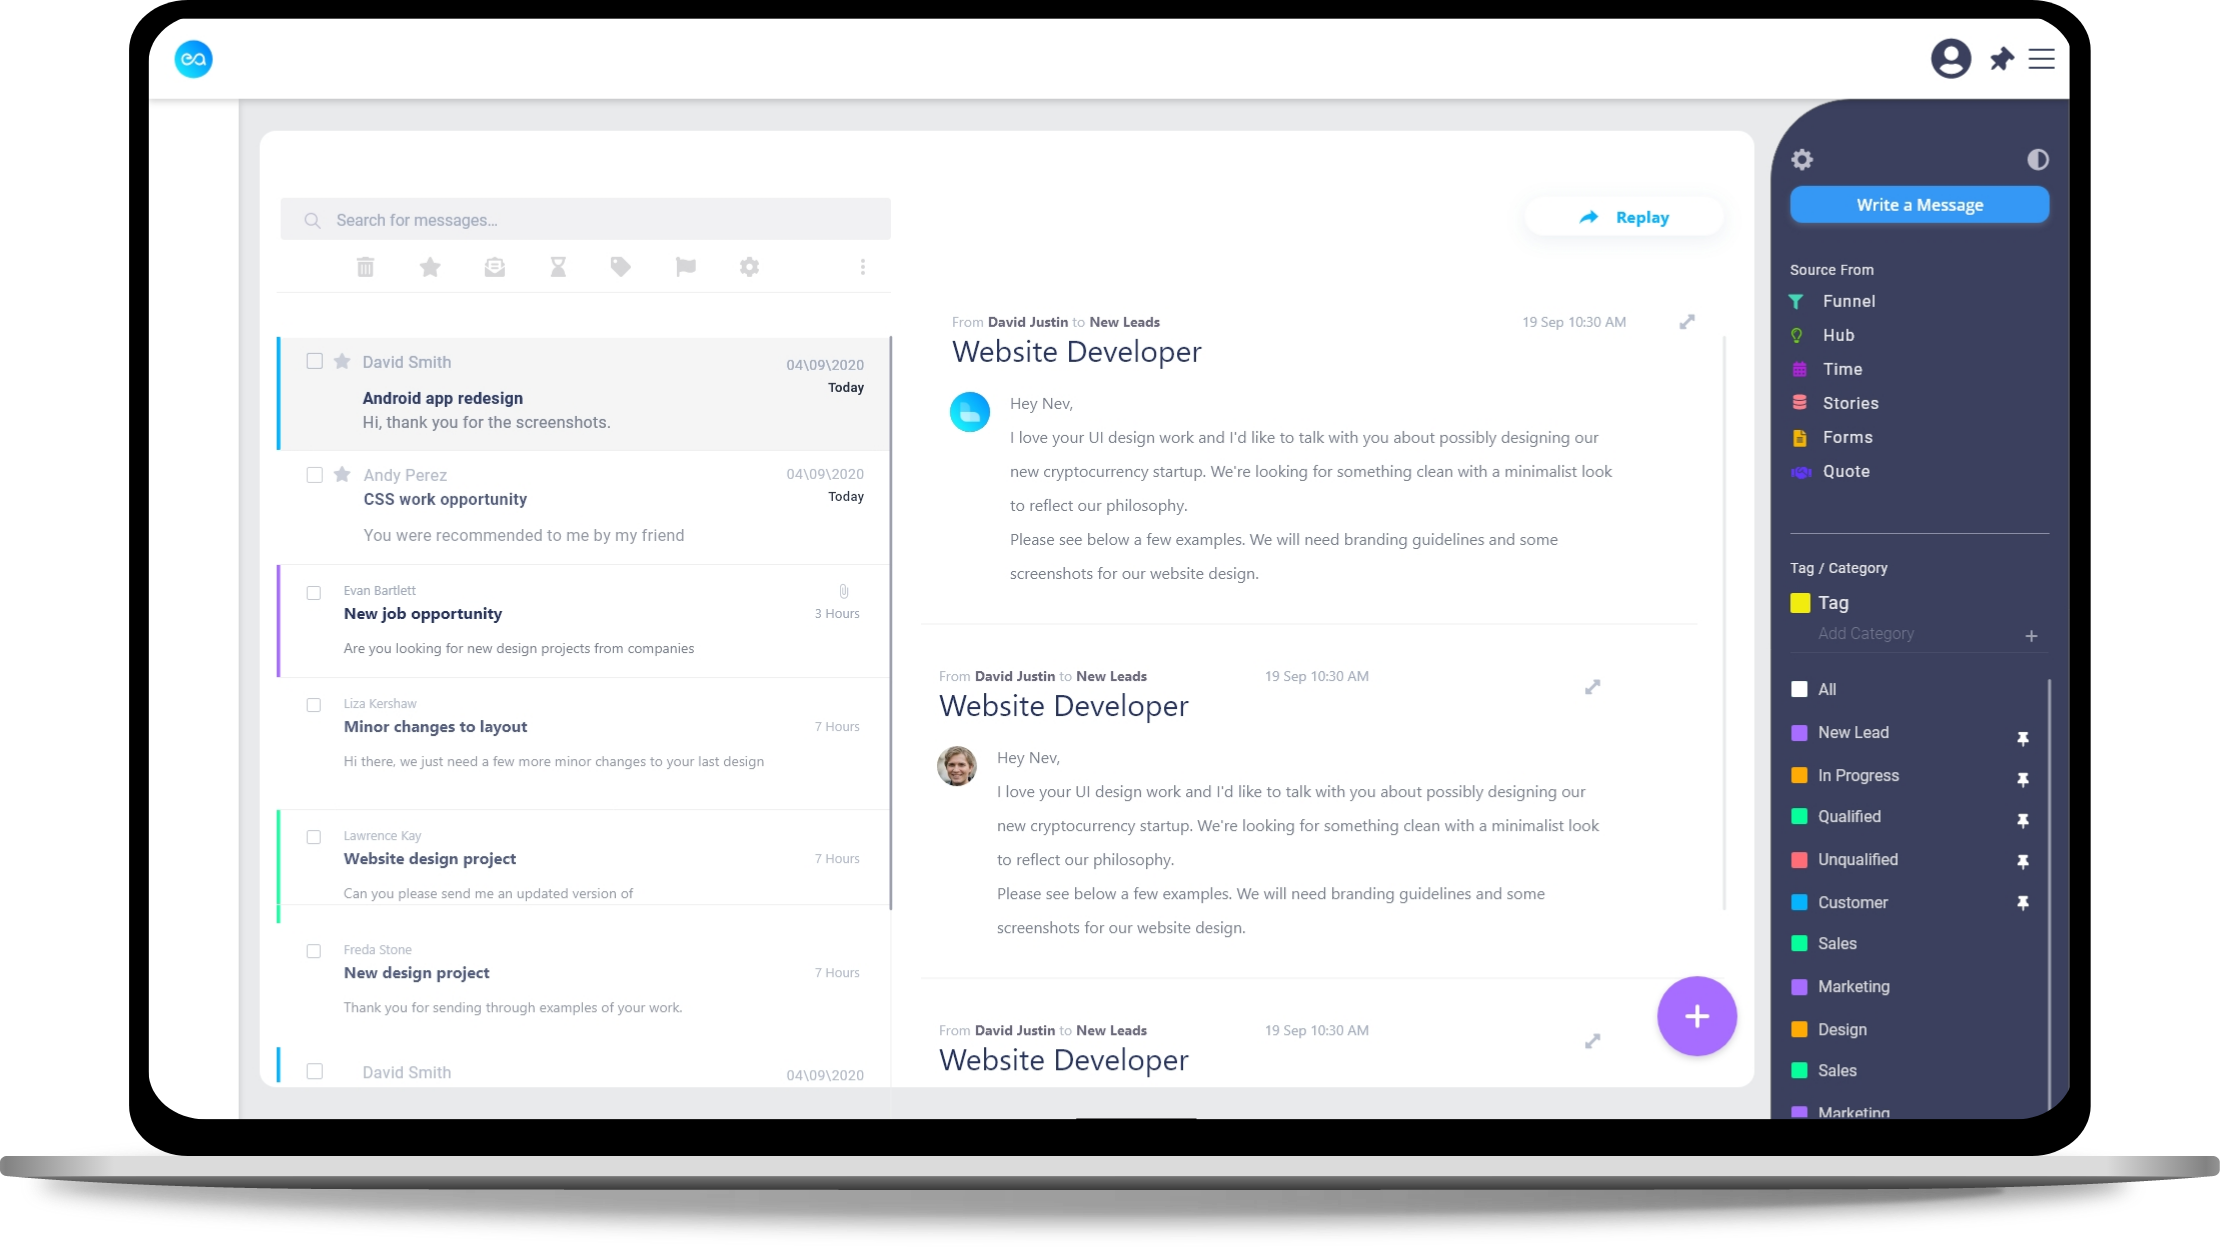 ea
Search for messages...
David Smith
04\09\2020
Today
Android app redesign
Hi, thank you for the screenshots.
Andy Perez
04\09\2020
CSS work opportunity
Today
You were recommended to me by my friend
Evan Bartlett
New job opportunity
3 Hours
Are you looking for new design projects from companies
Liza Kershaw
Minor changes to layout
7 Hours
Hi there, we just need a few more minor changes to your last design
Lawrence Kay
Website design project
7 Hours
Can you please send me an updated version of
Freda Stone
New design project
7 Hours
Thank you for sending through examples of your work.
David Smith
04\09\2020
Replay
From David Justin to New Leads
19 Sep 10:30 AM
Website Developer
Hey Nev,
I love your UI design work and I'd like to talk with you about possibly designing our
new cryptocurrency startup. We're looking for something clean with a minimalist look
to reflect our philosophy.
Please see below a few examples. We will need branding guidelines and some
screenshots for our website design.
From David Justin to New Leads
19 Sep 10:30 AM
Website Developer
Hey Nev,
I love your UI design work and I'd like to talk with you about possibly designing our
new cryptocurrency startup. We're looking for something clean with a minimalist look
to reflect our philosophy.
Please see below a few examples. We will need branding guidelines and some
screenshots for our website design.
From David Justin to New Leads
19 Sep 10:30 AM
Website Developer
Write a Message
Source From
Funnel
Hub
Time
Stories
Forms
Quote
Tag / Category
Tag
Add Category
All
New Lead
In Progress
Qualified
Unqualified
Customer
Sales
Marketing
Design
Sales
Marketing